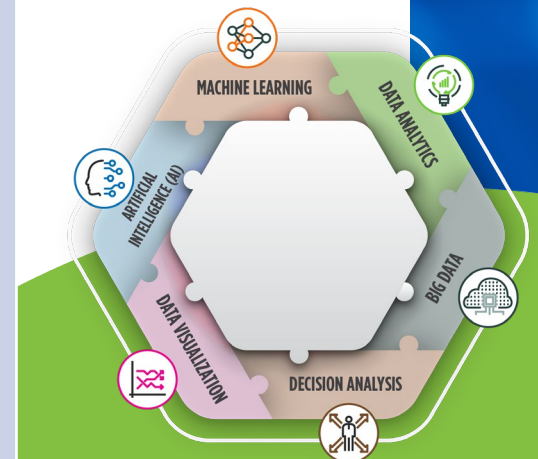 MACHINE LEARNING
DATA ANALYTICS
BIG DATA
DECISION ANALYSIS
DATA VISUALIZATION
ARTIFICIAL
INTELLIGENCE (AI)